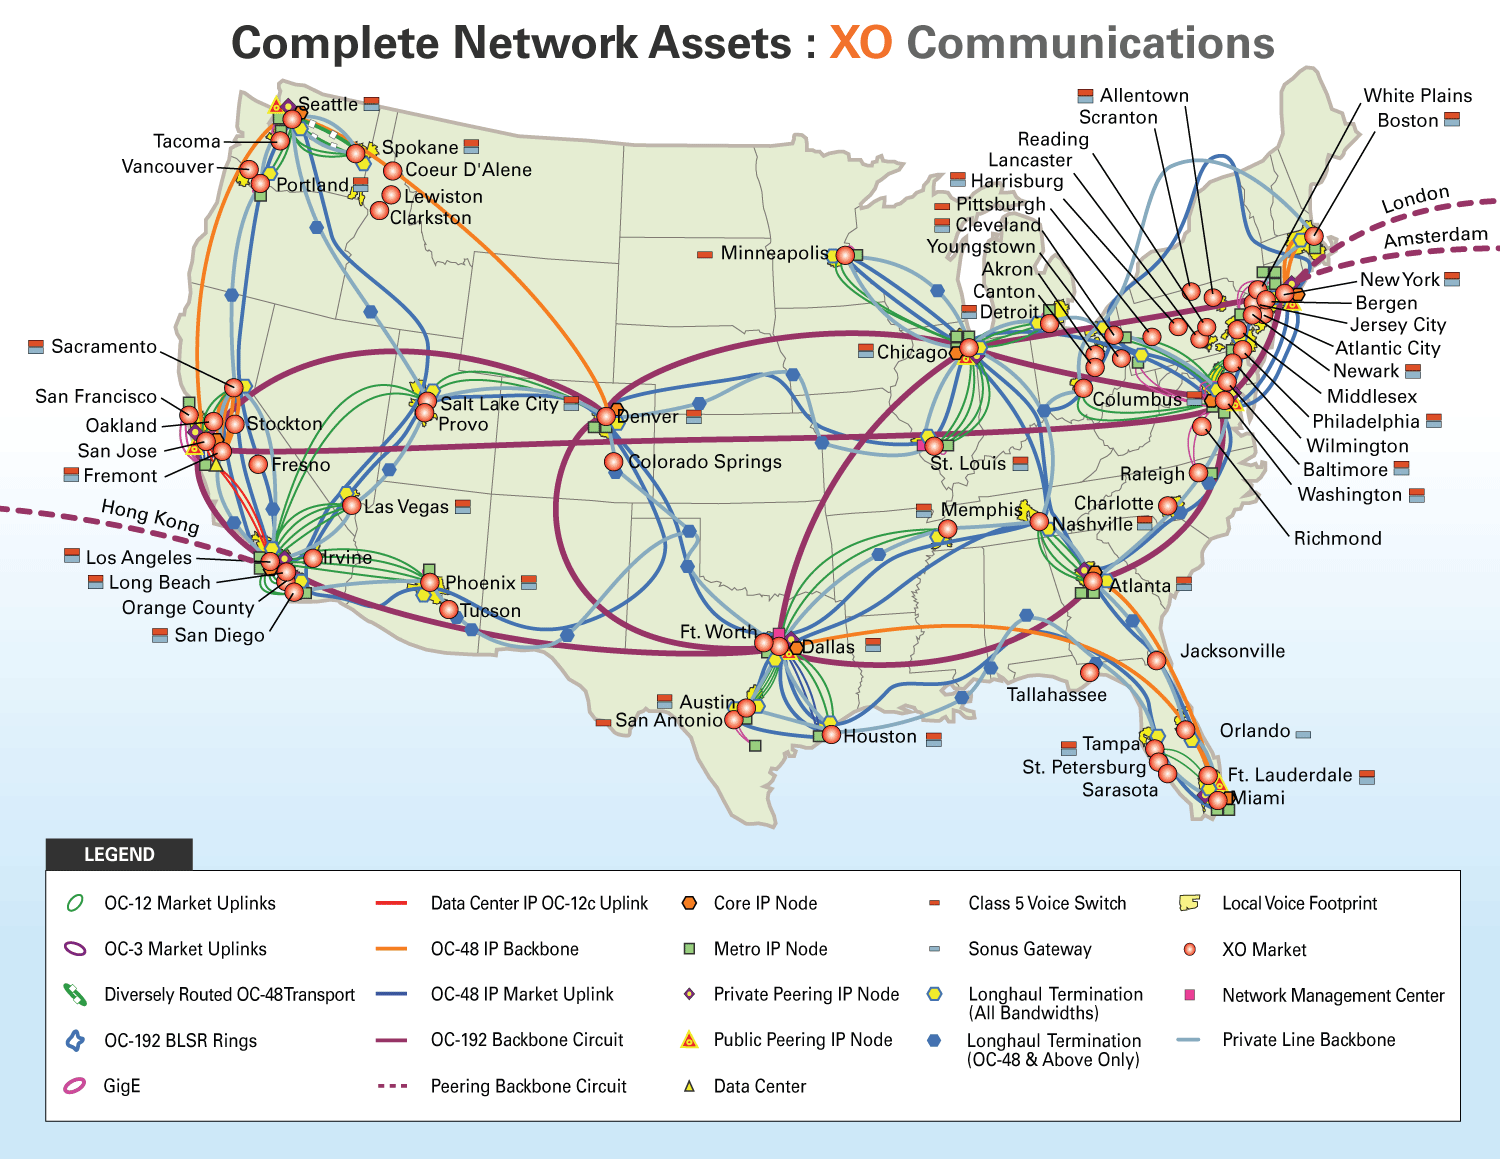 Complete Network Assets : XO Communications
Seattle
Tacoma
Spokane
Vancouver
Coeur D'Alene
Portland
Lewiston
Clarkston
Allentown
Scranton
Reading
Lancaster
Harrisburg
Pittsburgh
Cleveland
Youngstown
Akron
Canton
Detroit
White Plains
Boston
London
Amsterdam
New York
Bergen
Jersey City
Atlantic City
Newark
Middlesex
Philadelphia
Wilmington
Baltimore
Washington
Richmond
Minneapolis
Chicago
Columbus
St. Louis
Raleigh
Charlotte
Memphis
Nashville
Atlanta
Sacramento
San Francisco
Oakland
Stockton
San Jose
Fremont
Fresno
Hong Kong
Salt Lake City
Provo
Denver
Colorado Springs
Las Vegas
Los Angeles
Irvine
Long Beach
Orange County
San Diego
Phoenix
Tucson
Ft. Worth
Dallas
Austin
San Antonio
Houston
Jacksonville
Tallahassee
Orlando
Tampa
St. Petersburg
Sarasota
Ft. Lauderdale
Miami
LEGEND
OC-12 Market Uplinks
OC-3 Market Uplinks
Diversely Routed OC-48 Transport
OC-192 BLSR Rings
GigE
Data Center IP OC-12c Uplink
OC-48 IP Backbone
OC-48 IP Market Uplink
OC-192 Backbone Circuit
Peering Backbone Circuit
Core IP Node
Metro IP Node
Private Peering IP Node
Public Peering IP Node
Data Center
Class 5 Voice Switch
Sonus Gateway
Longhaul Termination
(All Bandwidths)
Longhaul Termination
(OC-48 & Above Only)
Local Voice Footprint
XO Market
Network Management Center
Private Line Backbone